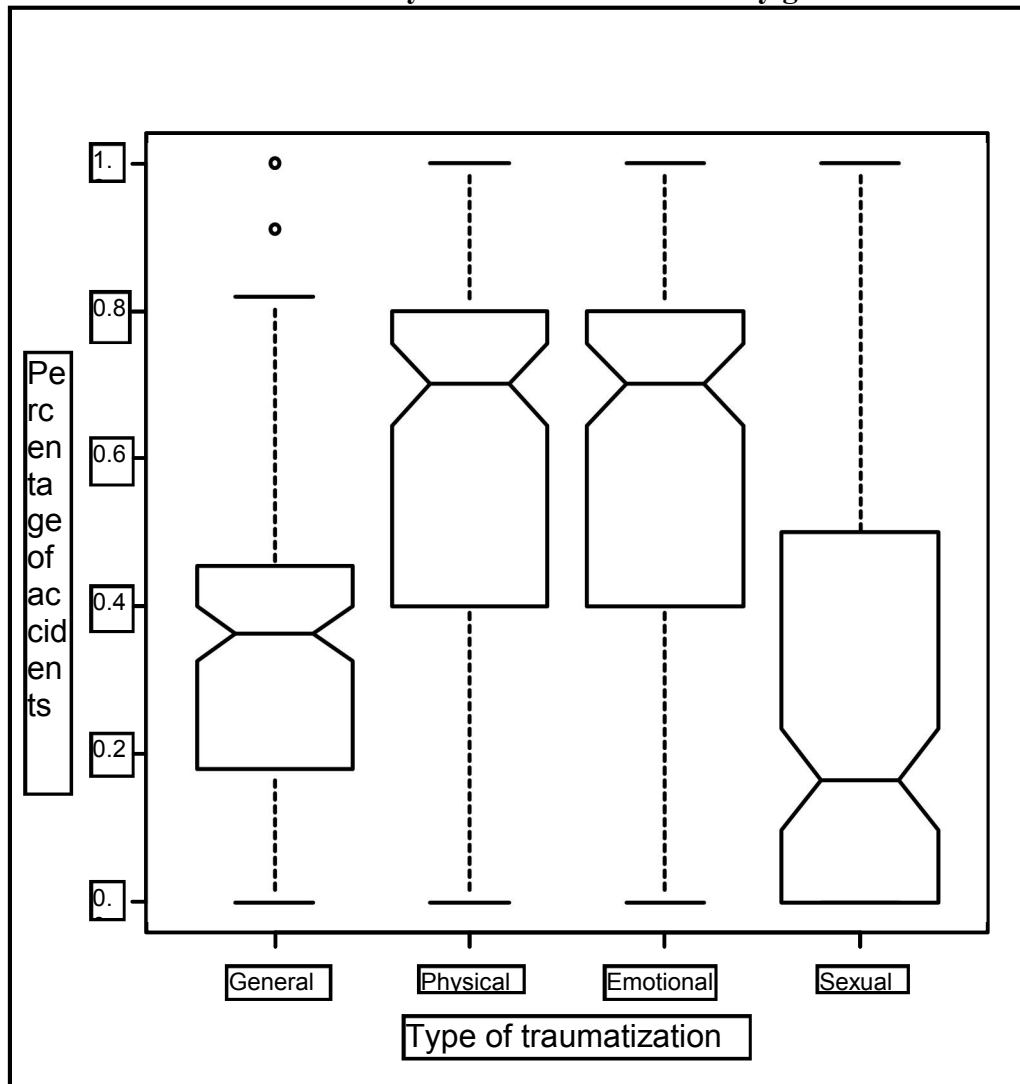 1.
0.8
Pe
rc
en
ta
ge
of
ac
cid
en
ts
0.6
0.4
0.2
0.
General Physical Emotional Sexual
Type of traumatization